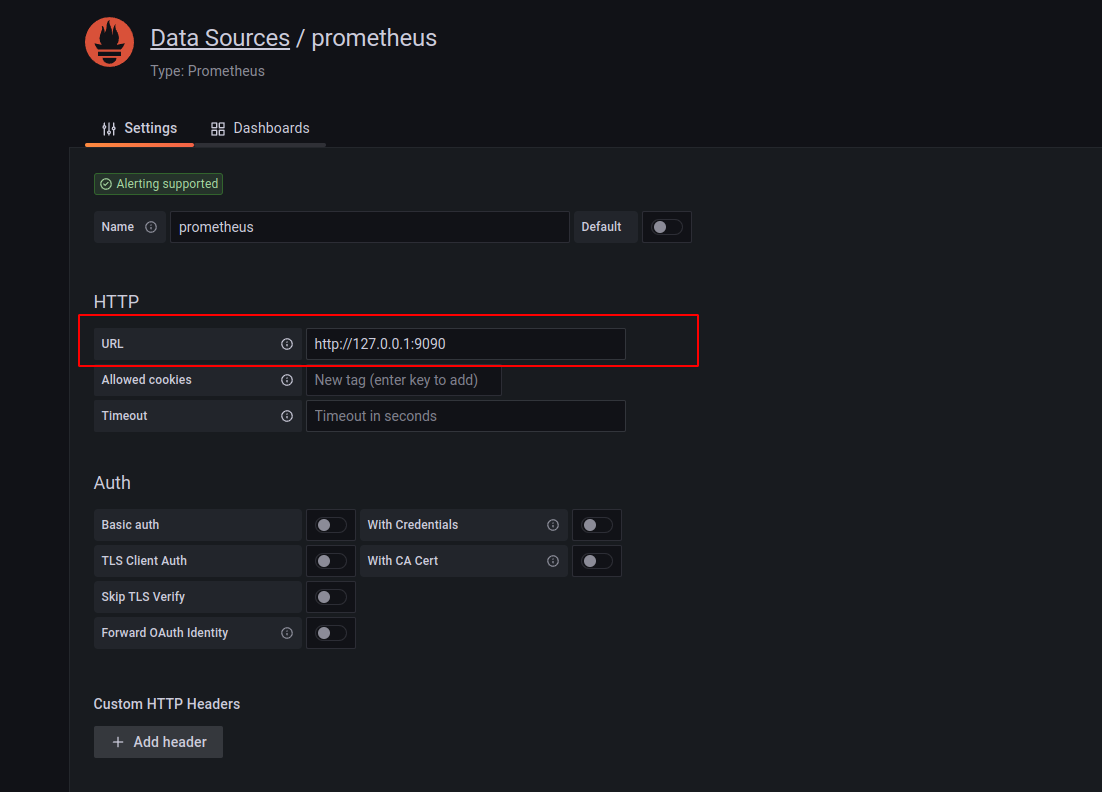 Data Sources / prometheus
Type: Prometheus
Settings Dashboards
Alerting supported
Name prometheus Default
HTTP
URL http://127.0.0.1:9090
Allowed cookies New tag (enter key to add)
Timeout Timeout in seconds
Auth
Basic auth With Credentials
TLS Client Auth With CA Cert
Skip TLS Verify
Forward OAuth Identity
Custom HTTP Headers
+ Add header